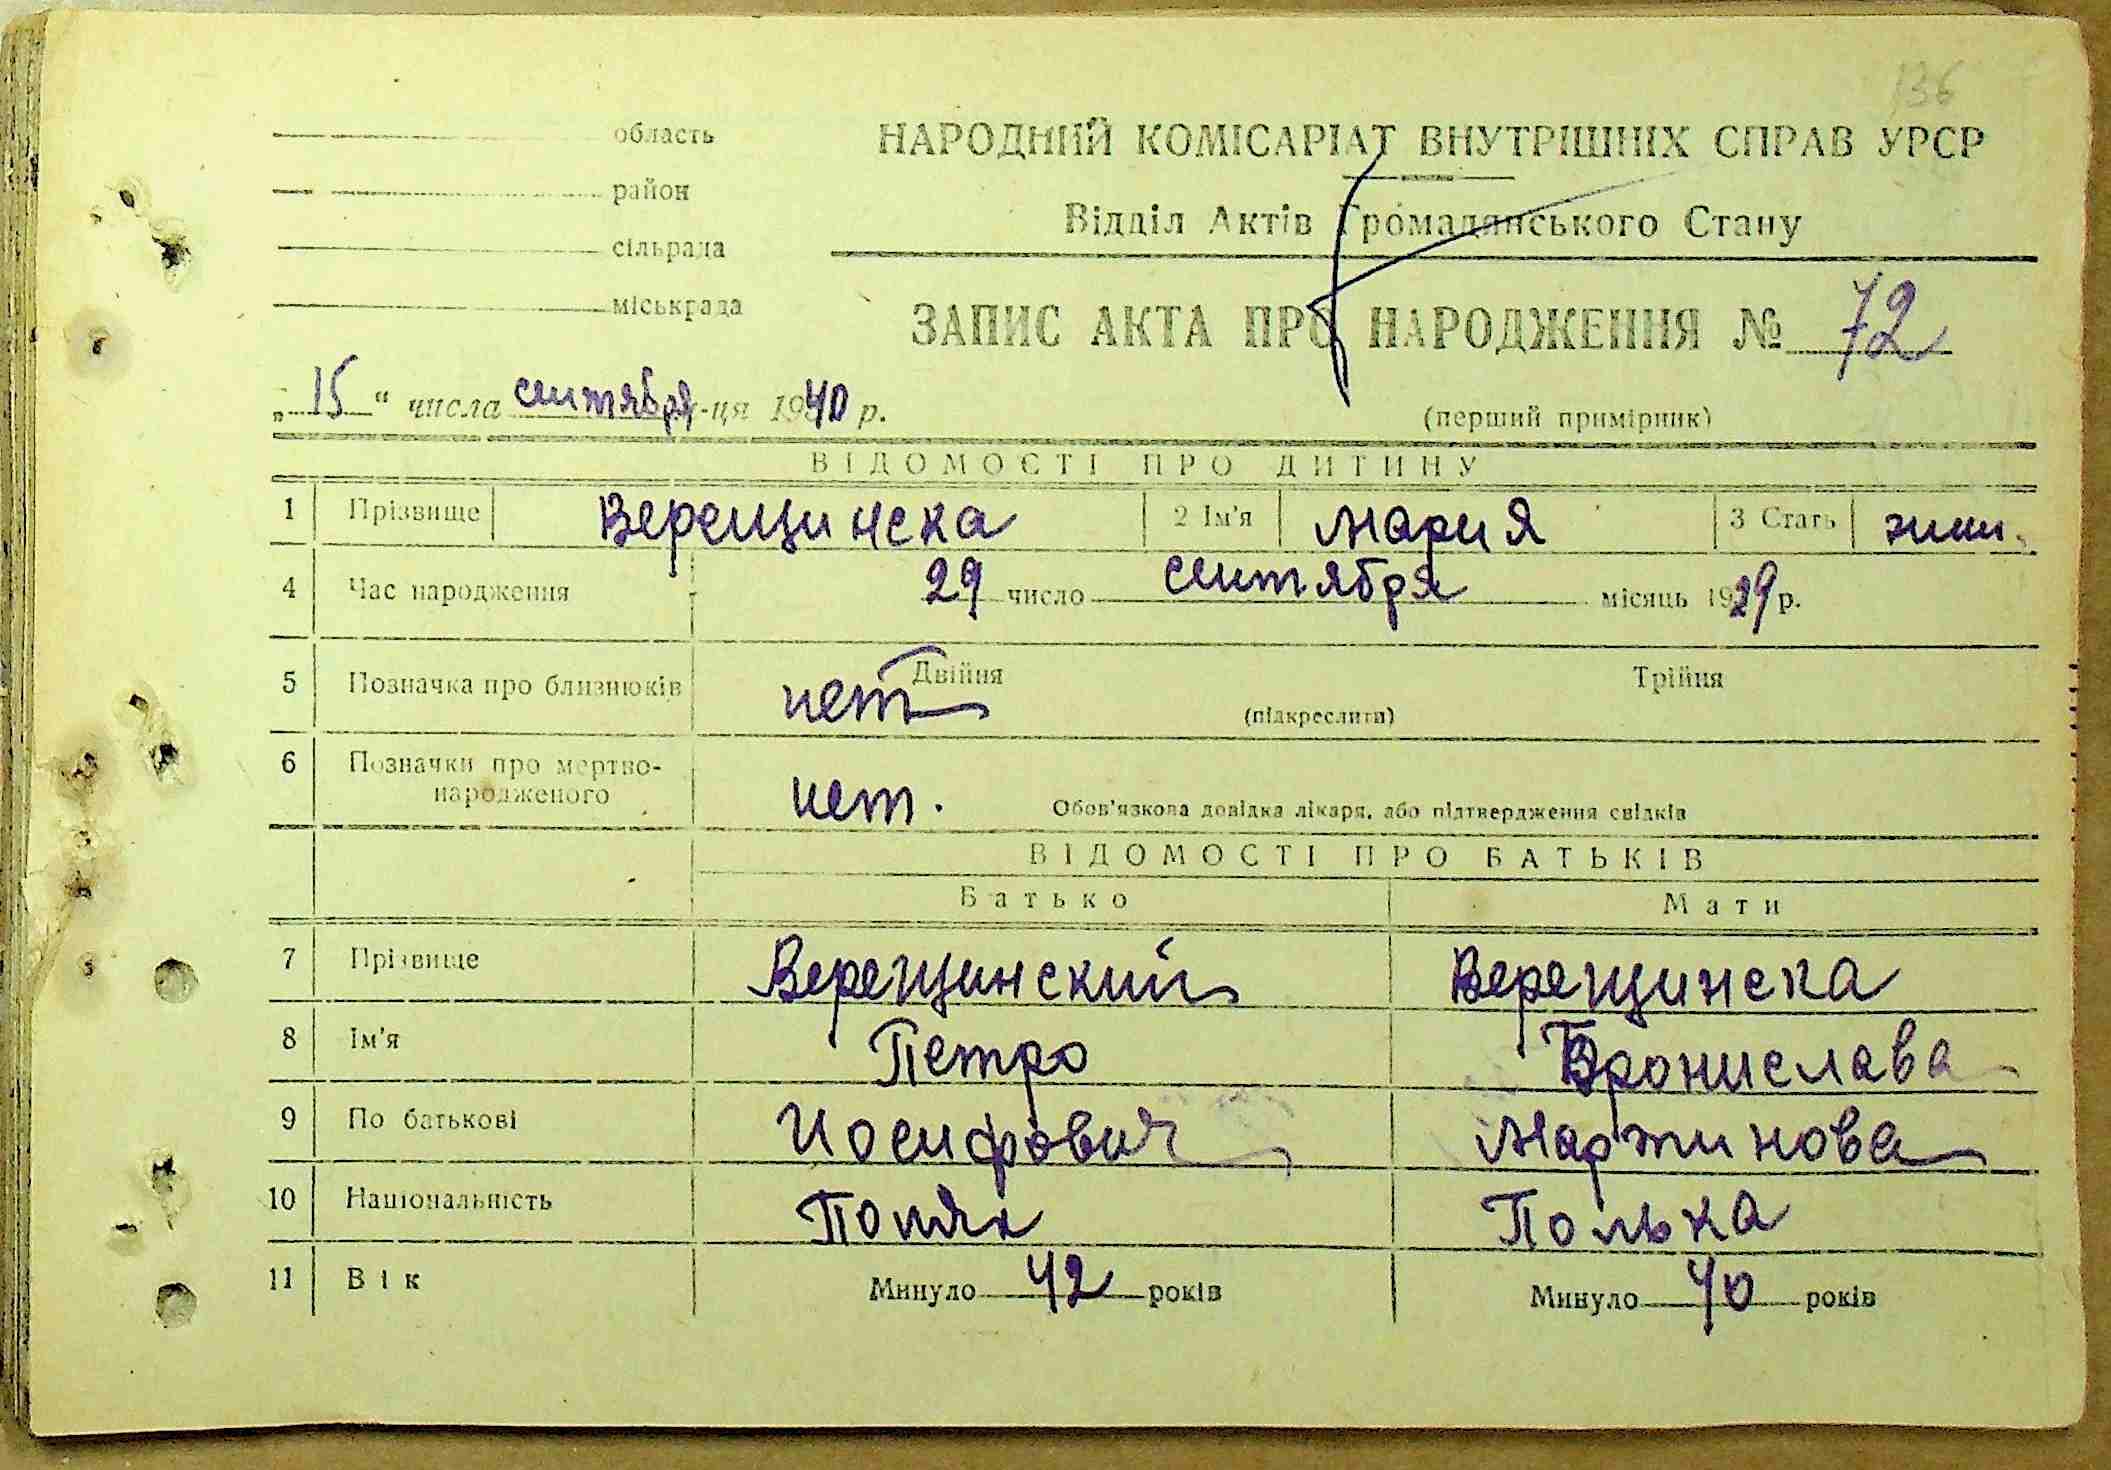 136
область
район
сільрада
міськрада
НАРОДНИЙ КОМІСАРІАТ ВНУТРІШНІХ СПРАВ УРСР
Відділ Актів Громадянського Стану
ЗАПИС АКТА ПРО НАРОДЖЕННЯ № 72
„15“ числа сентября-ця 1940 р.
(перший примірник)
ВІДОМОСТІ ПРО ДИТИНУ
1 Прізвище Верещинска 2 Ім'я Мария 3 Стать жен.
4 Час народження 29 число сентября місяць 1929 р.
5 Позначка про близнюків нет Двійня Трійня
(підкреслити)
6 Позначки про мертво-
народженого нет. Обов'язкова довідка лікаря, або підтвердження свідків
ВІДОМОСТІ ПРО БАТЬКІВ
Батько Мати
7 Прізвище Верещинский Верещинска
8 Ім'я Петро Бронислава
9 По батькові Иосифович Мартинова
10 Національність Поляк Полька
11 Вік Минуло 42 років Минуло 40 років